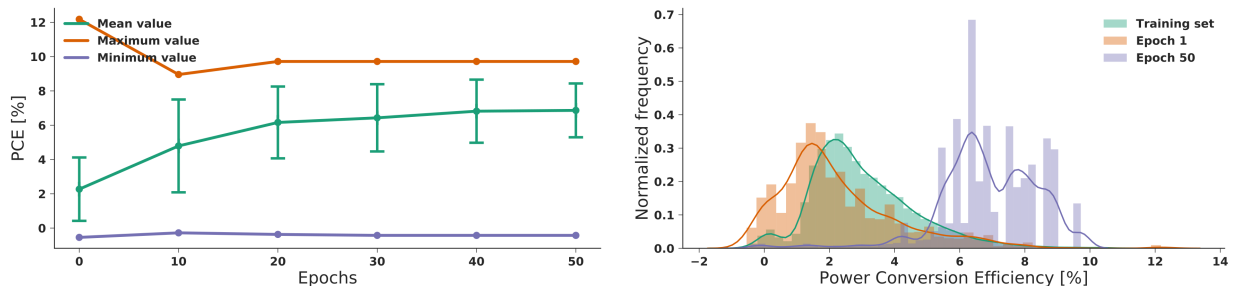 Mean value
Maximum value
Minimum value
PCE [%]
12
10
8
6
4
2
0
0 10 20 30 40 50
Epochs
Training set
Epoch 1
Epoch 50
Normalized frequency
0.7
0.6
0.5
0.4
0.3
0.2
0.1
0.0
−2 0 2 4 6 8 10 12 14
Power Conversion Efficiency [%]